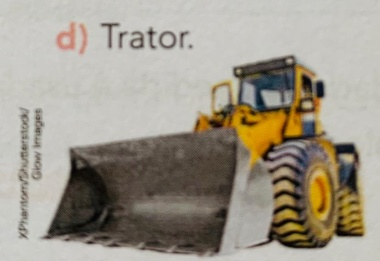 d) Trator.
XPhantom/Shutterstock/
Glow Images